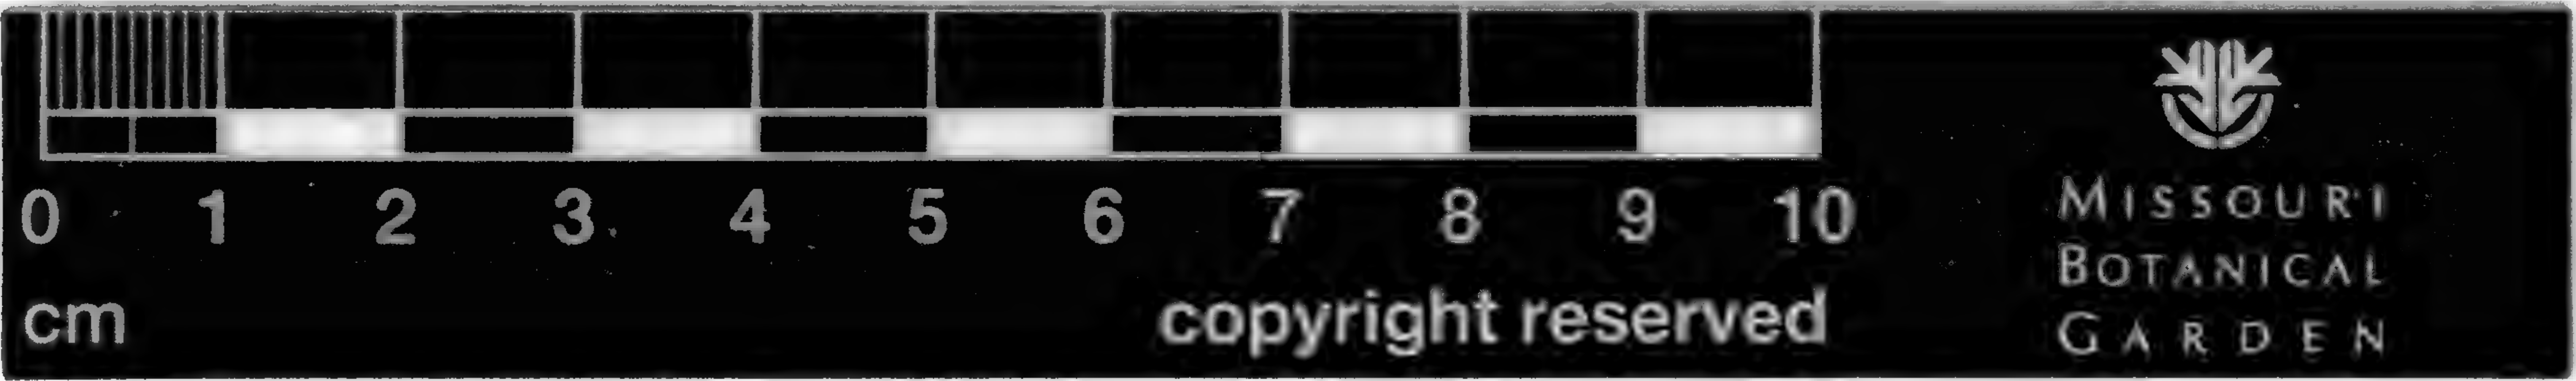 0 1 2 3 4 5 6 7 8 9 10
cm
copyright reserved
MISSOURI
BOTANICAL
GARDEN